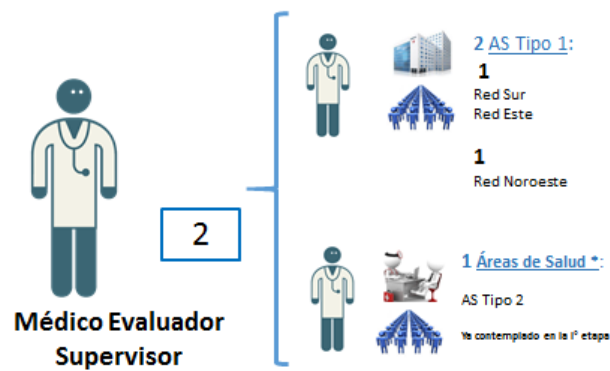 2 AS Tipo 1:
1
Red Sur
Red Este
1
Red Noroeste
2
1 Áreas de Salud *:
AS Tipo 2
Ya contemplado en la Iº etapa
Médico Evaluador
Supervisor